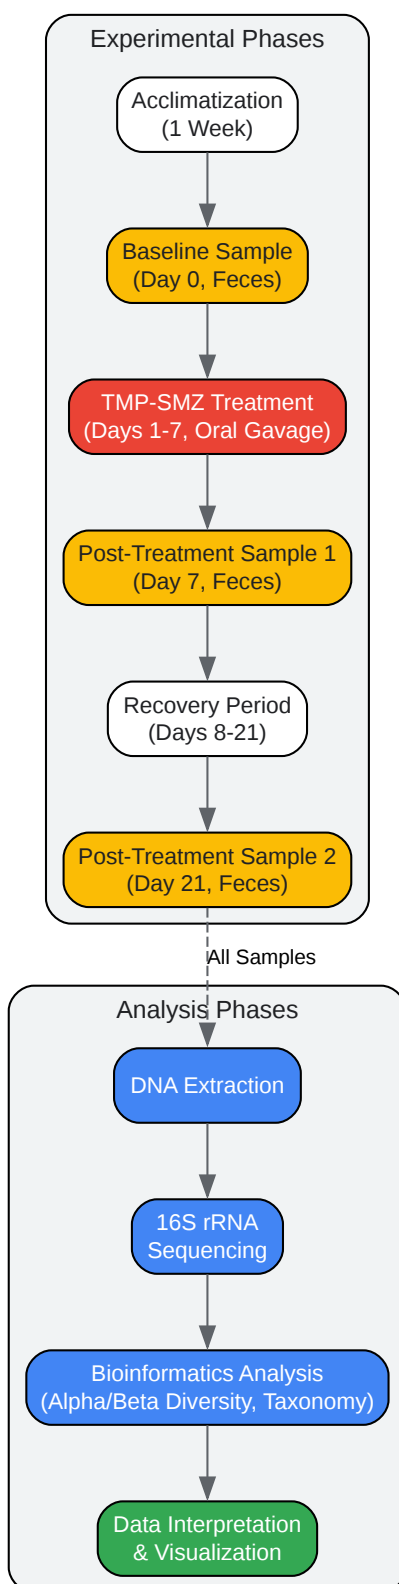 Experimental Phases
Acclimatization
(1 Week)
Baseline Sample
(Day 0, Feces)
TMP-SMZ Treatment
(Days 1-7, Oral Gavage)
Post-Treatment Sample 1
(Day 7, Feces)
Recovery Period
(Days 8-21)
Post-Treatment Sample 2
(Day 21, Feces)
All Samples
Analysis Phases
DNA Extraction
16S rRNA
Sequencing
Bioinformatics Analysis
(Alpha/Beta Diversity, Taxonomy)
Data Interpretation
& Visualization